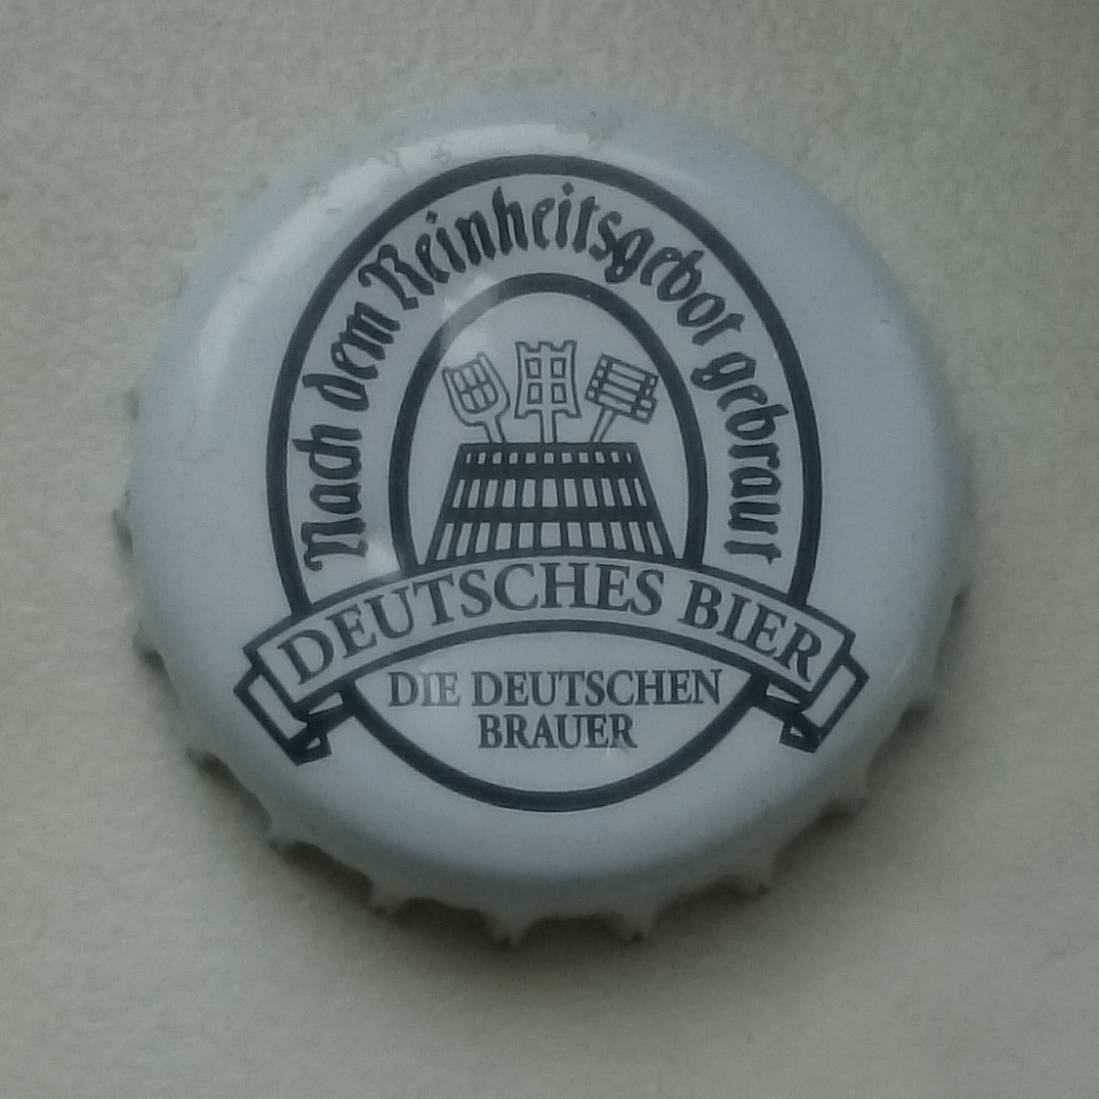 Nach dem Reinheitsgebot gebraut
DEUTSCHES BIER
DIE DEUTSCHEN
BRAUER